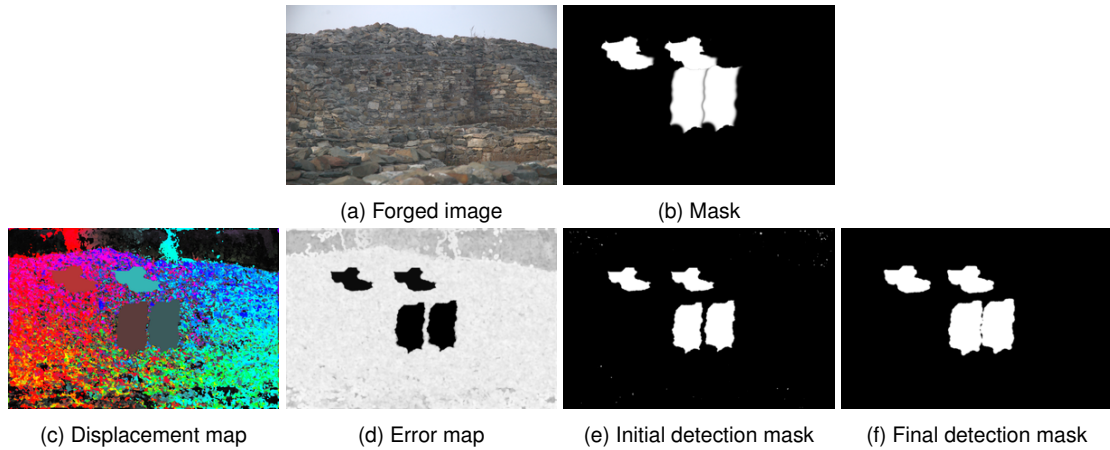 (a) Forged image
(b) Mask
(c) Displacement map
(d) Error map
(e) Initial detection mask
(f) Final detection mask